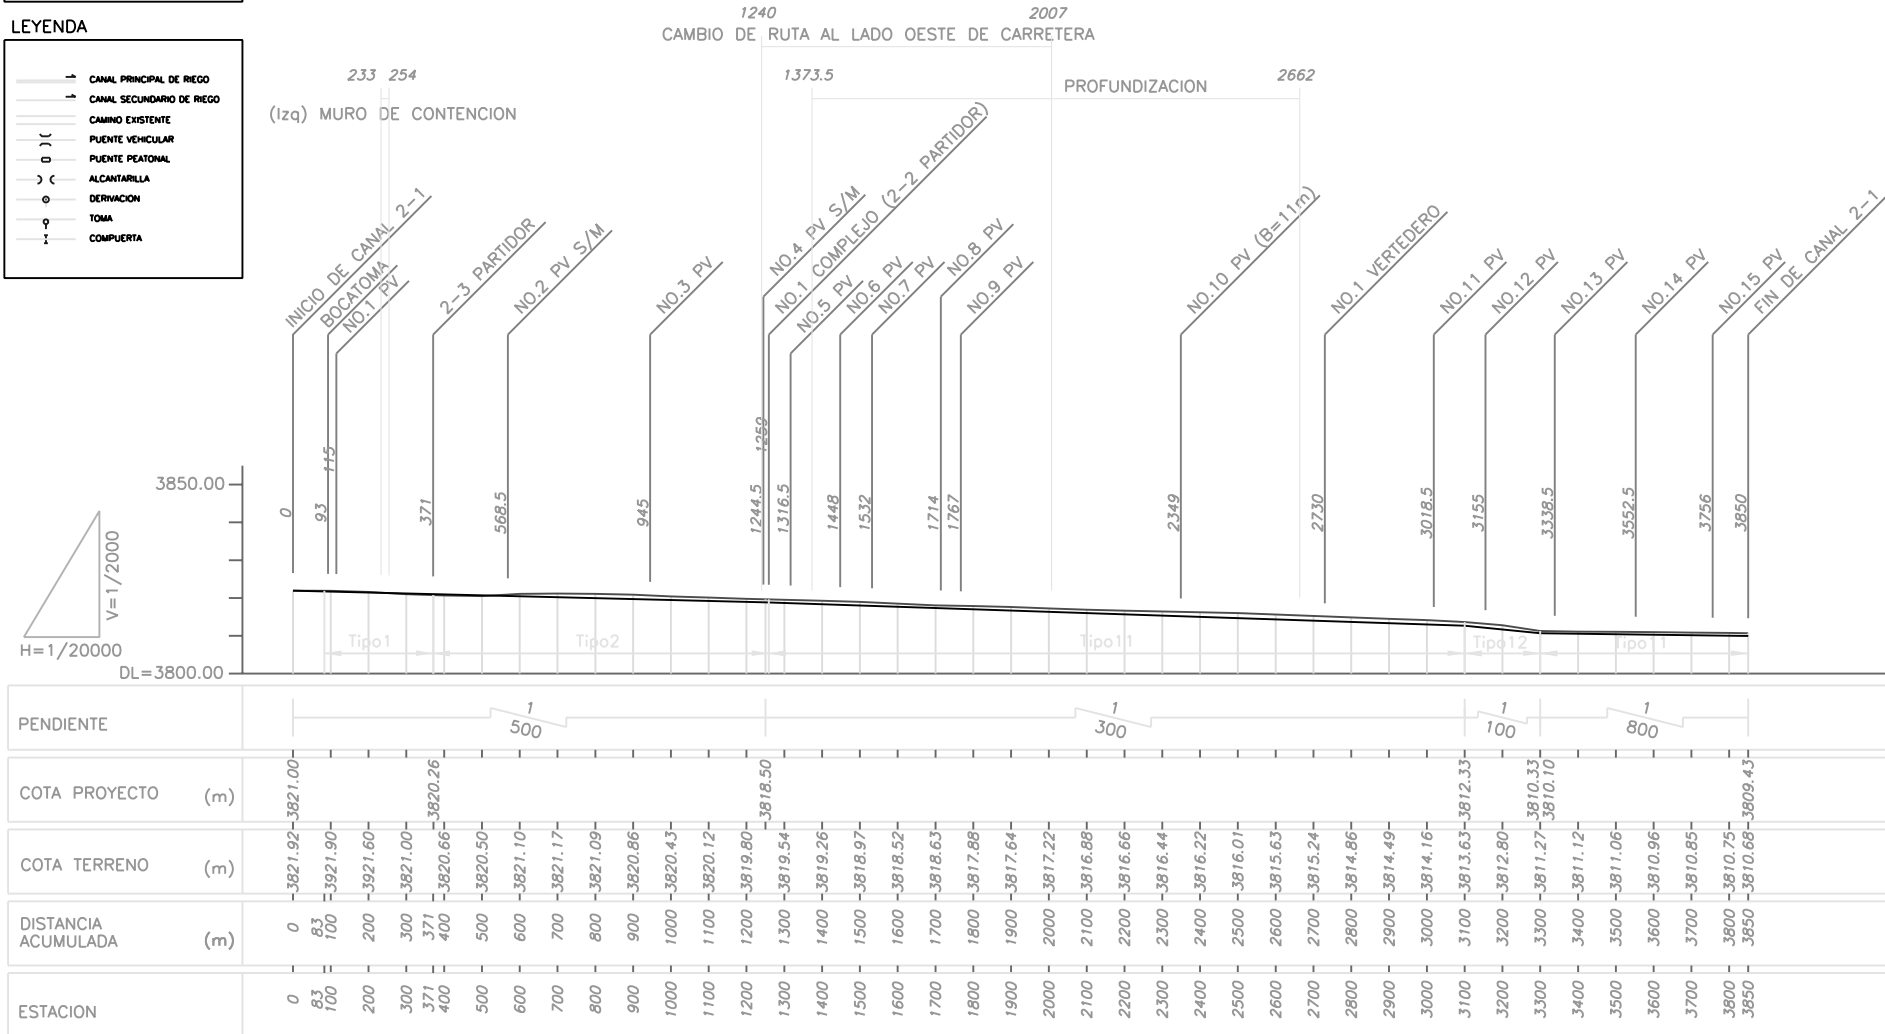 LEYENDA
CANAL PRINCIPAL DE RIEGO
CANAL SECUNDARIO DE RIEGO
CAMINO EXISTENTE
PUENTE VEHICULAR
PUENTE PEATONAL
ALCANTARILLA
DERIVACION
TOMA
COMPUERTA
1240 2007
CAMBIO DE RUTA AL LADO OESTE DE CARRETERA
233 254
1373.5 2662
PROFUNDIZACION
(Izq) MURO DE CONTENCION
INICIO DE CANAL 2-1
BOCATOMA
NO.1 PV
2-3 PARTIDOR
NO.2 PV S/M
NO.3 PV
NO.4 PV S/M
NO.1 COMPLEJO (2-2 PARTIDOR)
NO.5 PV
NO.6 PV
NO.7 PV
NO.8 PV
NO.9 PV
NO.10 PV (B=11m)
NO.1 VERTEDERO
NO.11 PV
NO.12 PV
NO.13 PV
NO.14 PV
NO.15 PV
FIN DE CANAL 2-1
0 93 115 371 568.5 945 1244.5 1259 1316.5 1448 1532 1714 1767 2349 2730 3018.5 3155 3338.5 3552.5 3756 3850
3850.00
V=1/2000
H=1/20000
DL=3800.00
Tipo1 Tipo2 Tipo11 Tipo12 Tipo11
PENDIENTE 1/500 1/300 1/100 1/800
COTA PROYECTO (m) 3821.00 3820.26 3818.50 3812.33 3810.33 3810.10 3809.43
COTA TERRENO (m) 3821.92 3921.90 3821.60 3821.00 3820.66 3820.50 3821.10 3821.17 3821.09 3820.86 3820.43 3820.12 3819.80 3819.54 3819.26 3818.97 3818.52 3818.63 3817.88 3817.64 3817.22 3816.88 3816.66 3816.44 3816.22 3816.01 3815.63 3815.24 3814.86 3814.49 3814.16 3813.63 3812.80 3811.27 3811.12 3811.06 3810.96 3810.85 3810.75 3810.68
DISTANCIA
ACUMULADA (m) 0 83 100 200 300 371 400 500 600 700 800 900 1000 1100 1200 1300 1400 1500 1600 1700 1800 1900 2000 2100 2200 2300 2400 2500 2600 2700 2800 2900 3000 3100 3200 3300 3400 3500 3600 3700 3800 3850
ESTACION 0 83 100 200 300 371 400 500 600 700 800 900 1000 1100 1200 1300 1400 1500 1600 1700 1800 1900 2000 2100 2200 2300 2400 2500 2600 2700 2800 2900 3000 3100 3200 3300 3400 3500 3600 3700 3800 3850